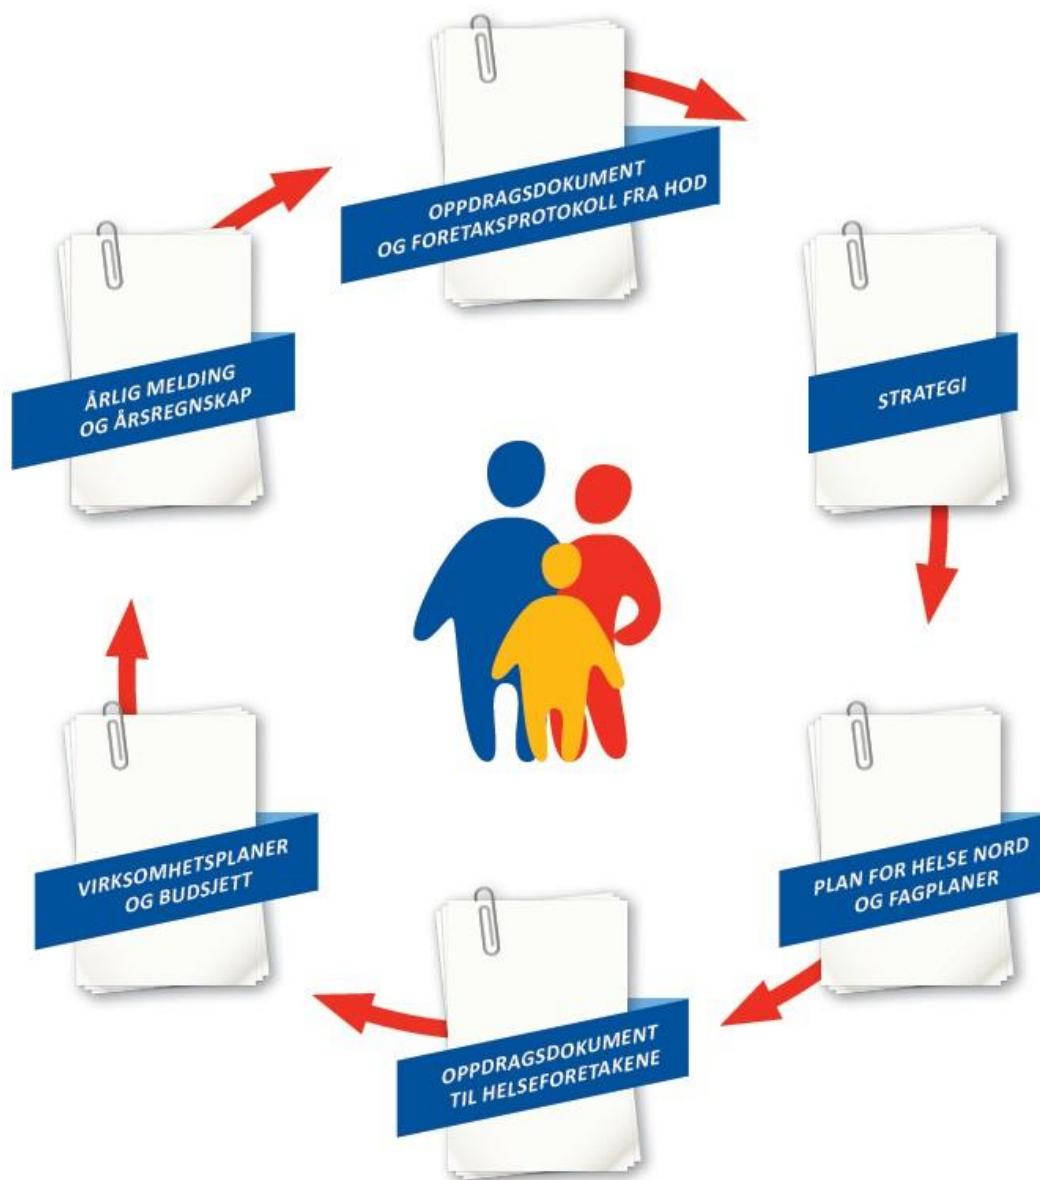 OPPDRAGSDOKUMENT
OG FORETAKSPROTOKOLL FRA HOD
ÅRLIG MELDING
OG ÅRSREGNSKAP
STRATEGI
VIRKSOMHETSPLANER
OG BUDSJETT
PLAN FOR HELSE NORD
OG FAGPLANER
OPPDRAGSDOKUMENT
TIL HELSEFORETAKENE